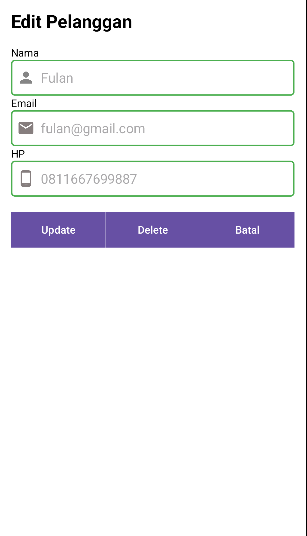 Edit Pelanggan
Nama
Fulan
Email
fulan@gmail.com
HP
0811667699887
Update Delete Batal